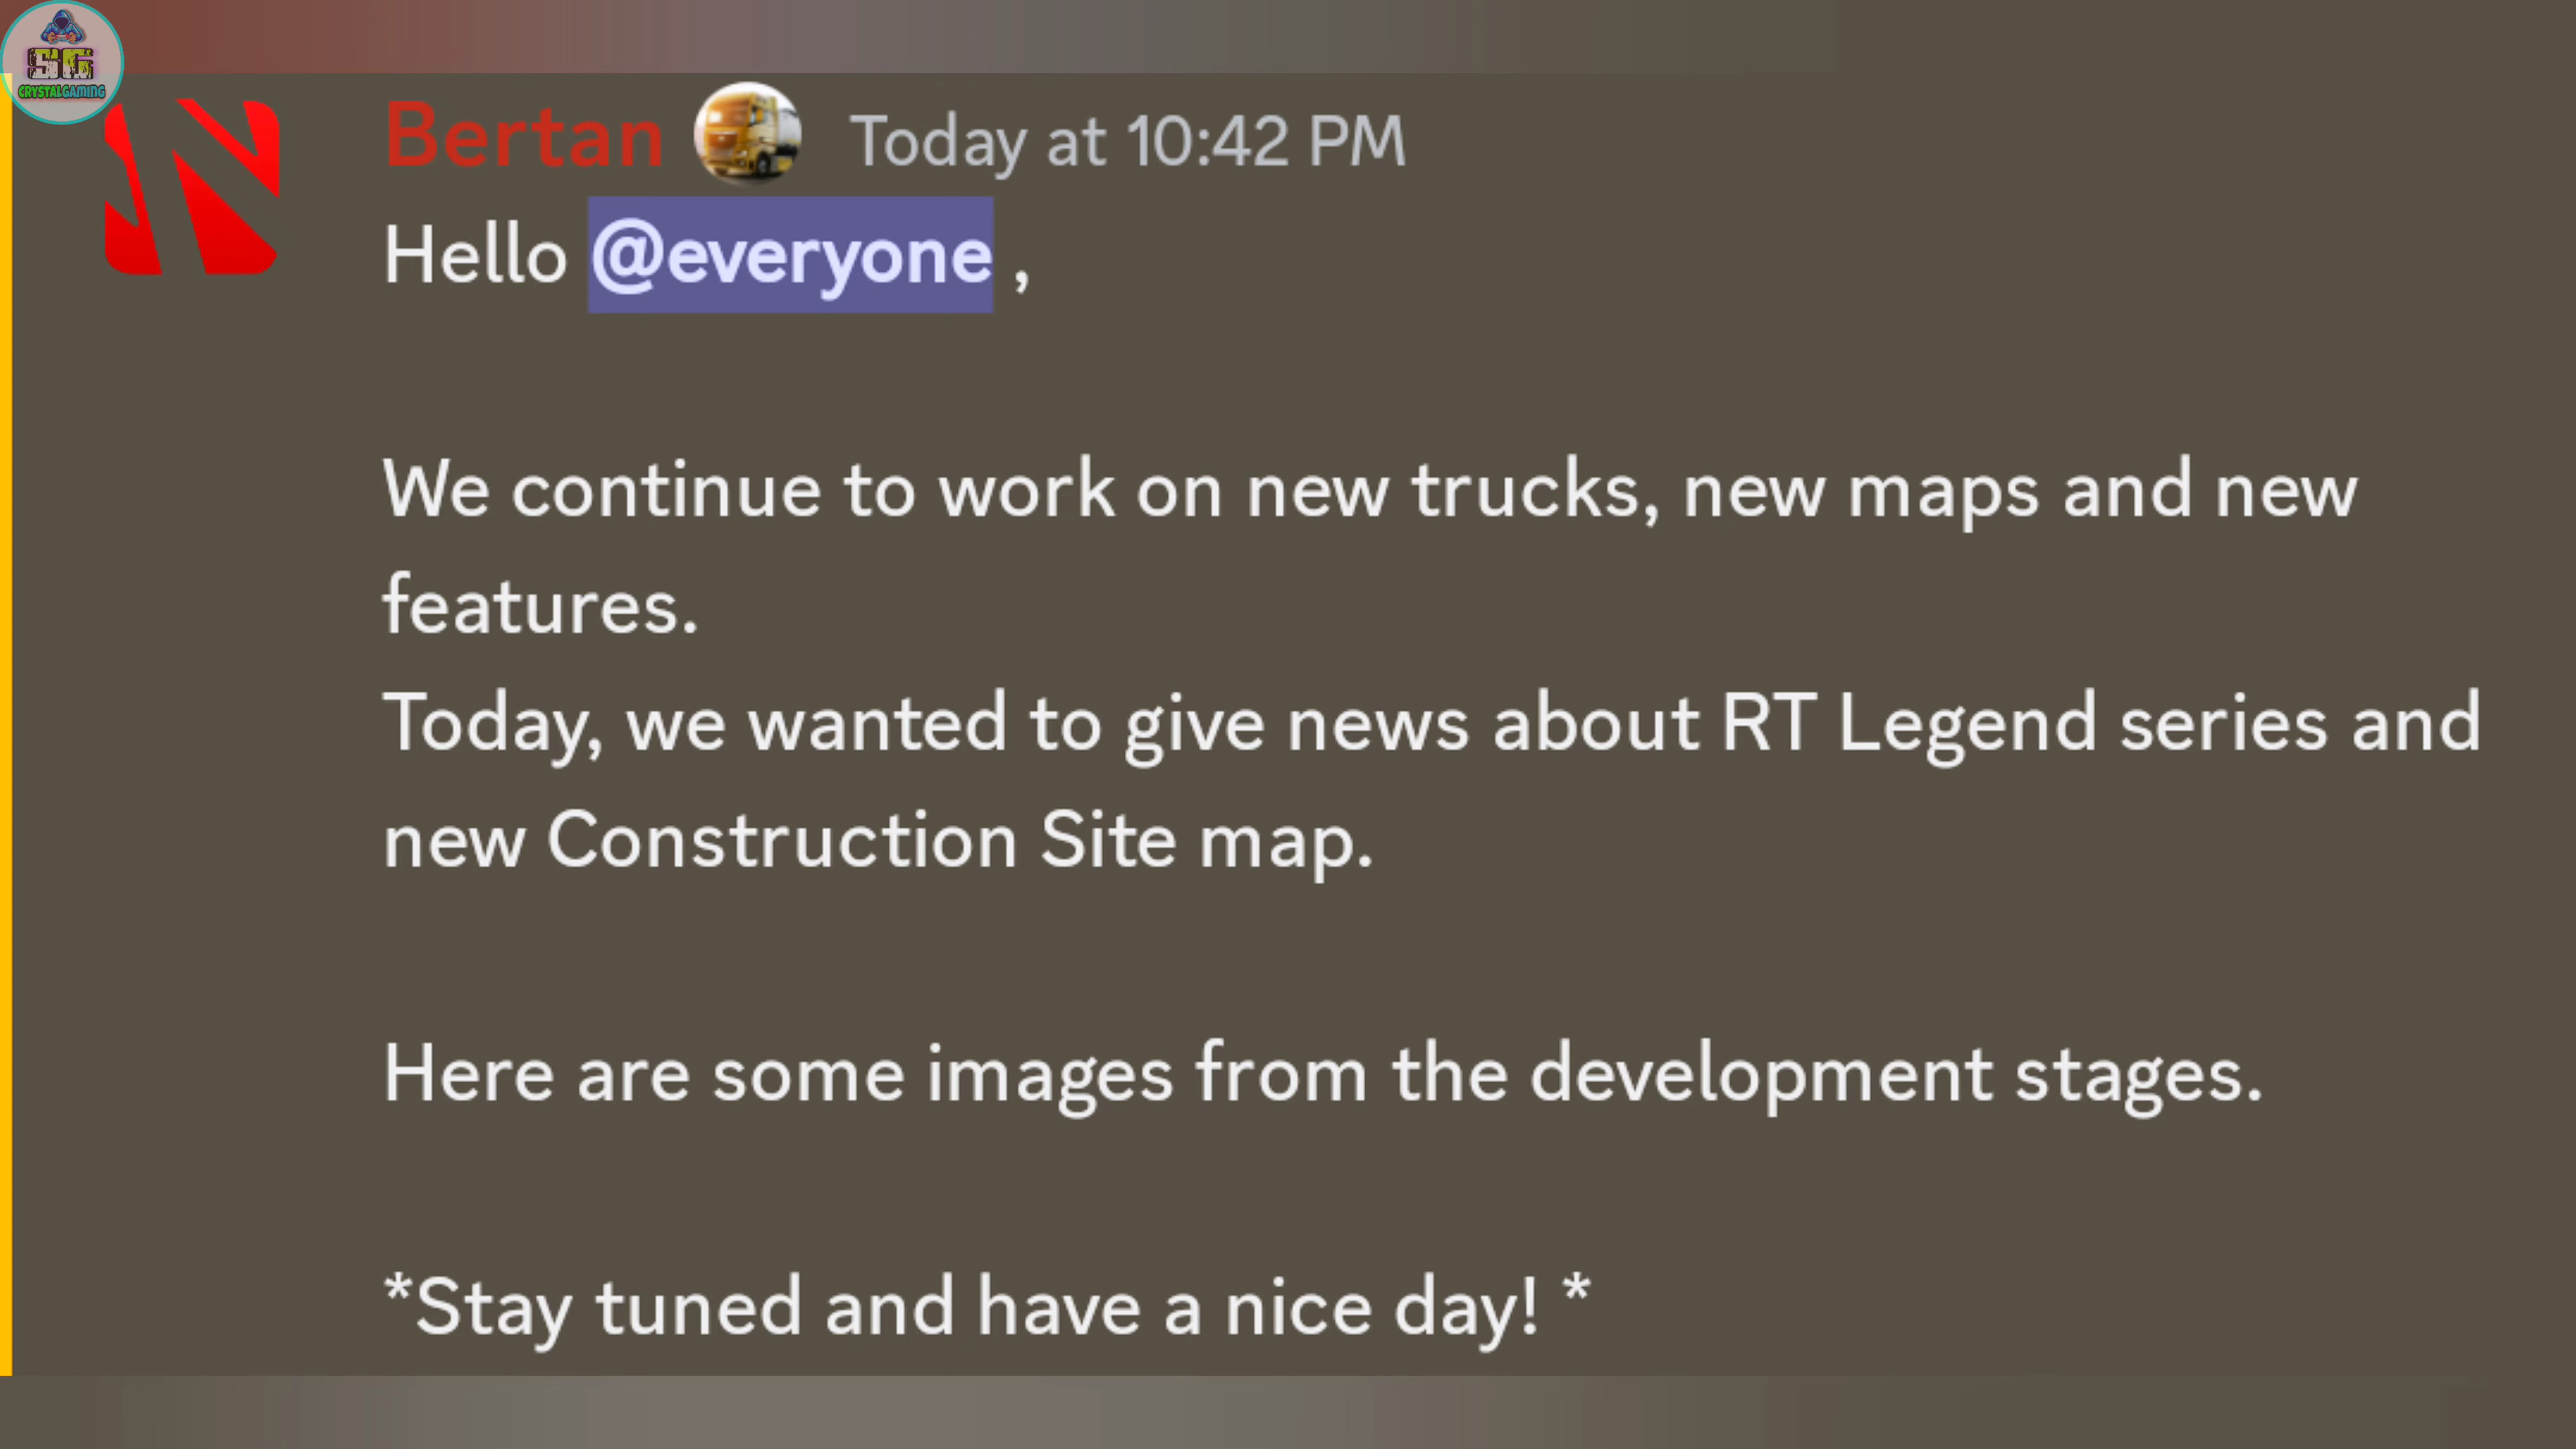 SG
CRYSTALGAMING
Bertan Today at 10:42 PM
Hello @everyone ,
We continue to work on new trucks, new maps and new
features.
Today, we wanted to give news about RT Legend series and
new Construction Site map.
Here are some images from the development stages.
*Stay tuned and have a nice day! *